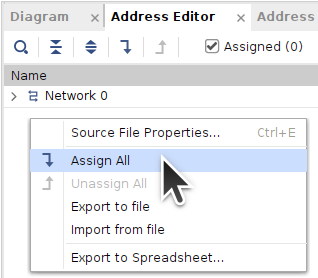 Diagram
Address Editor
Address
Assigned (0)
Name
Network 0
Source File Properties... Ctrl+E
Assign All
Unassign All
Export to file
Import from file
Export to Spreadsheet...